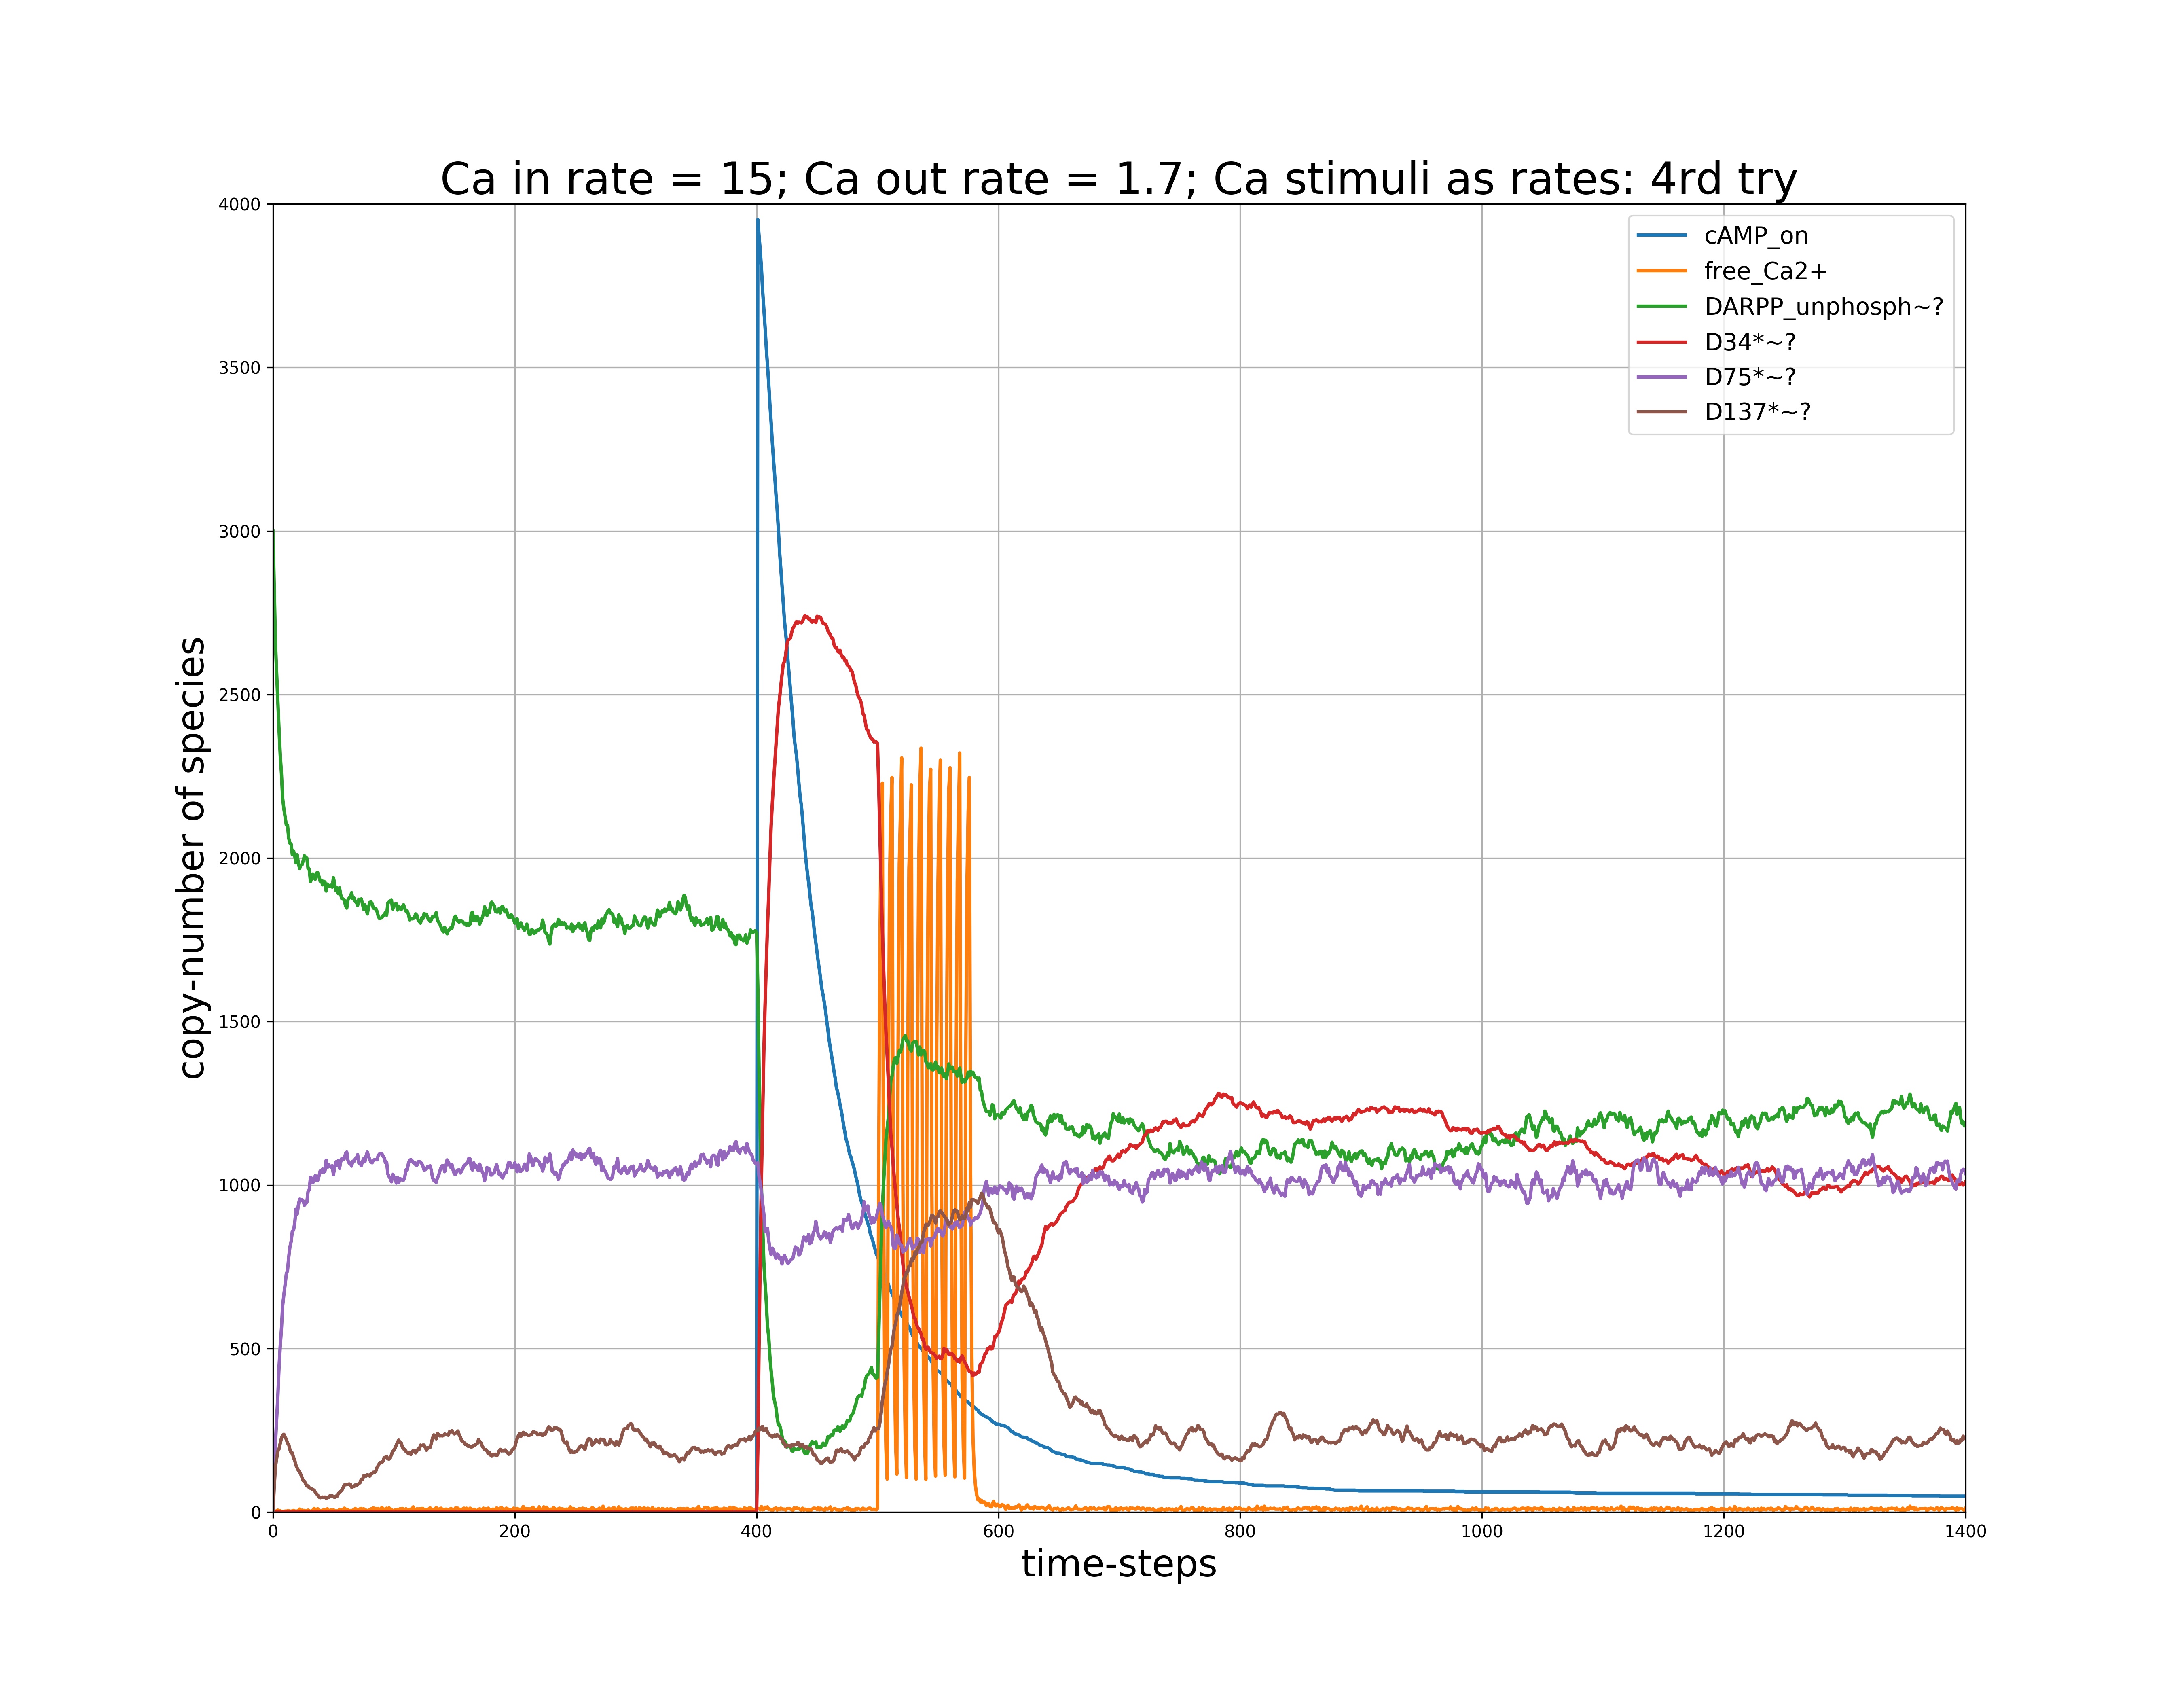 Ca in rate = 15; Ca out rate = 1.7; Ca stimuli as rates: 4rd try
4000
3500
3000
2500
2000
1500
1000
500
0
copy-number of species
cAMP_on
free_Ca2+
DARPP_unphosph~?
D34*~?
D75*~?
D137*~?
0 200 400 600 800 1000 1200 1400
time-steps